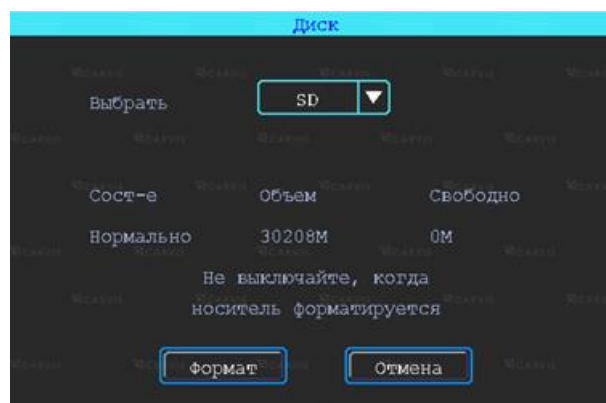 Диск
Выбрать SD
Сост-е Объем Свободно
Нормально 30208M 0M
Не выключайте, когда
носитель форматируется
Формат Отмена